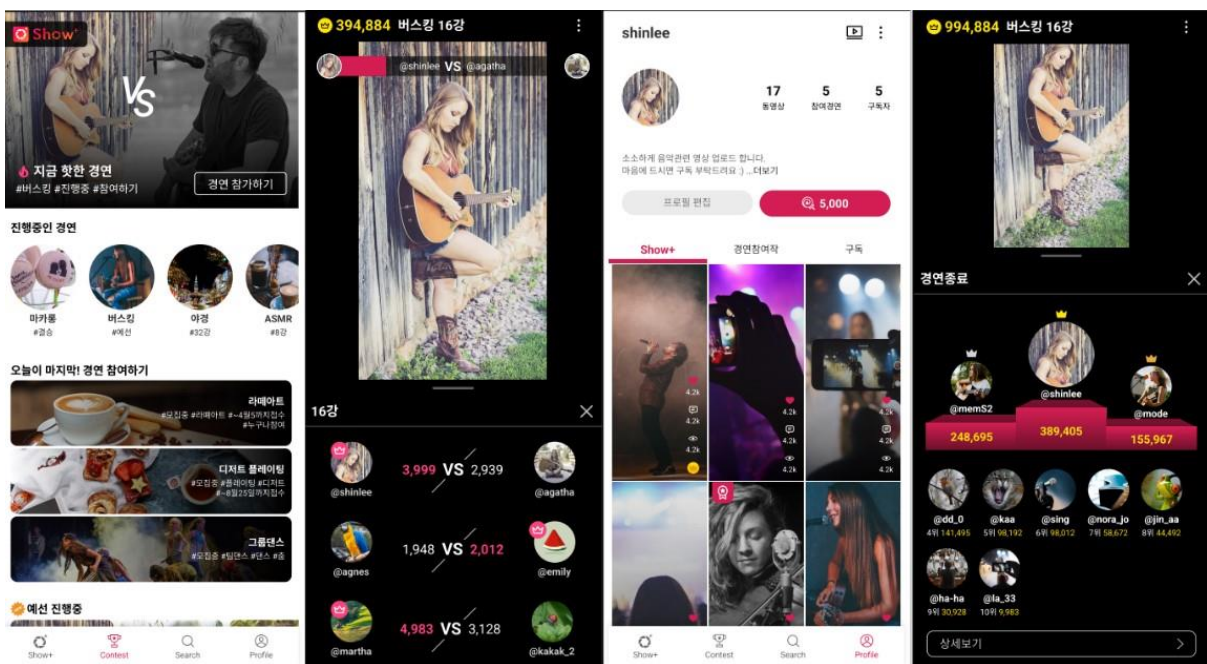 Show+
VS
지금 핫한 경연
#버스킹 #진행중 #참여하기
경연 참가하기
진행중인 경연
마카롱
#결승
버스킹
#예선
야경
#32강
ASMR
#8강
오늘이 마지막! 경연 참여하기
라떼아트
#모집중 #라떼아트 #~4월5까지접수
#누구나참여
디저트 플레이팅
#모집중 #플레이팅 #디저트
#~8월25일까지접수
그룹댄스
#모집중 #팀댄스 #댄스 #춤
예선 진행중
Show+
Contest
Search
Profile
394,884 버스킹 16강
@shinlee VS @agatha
16강
3,999 VS 2,939
@shinlee
@agatha
1,948 VS 2,012
@agnes
@emily
4,983 VS 3,128
@martha
@kakak_2
shinlee
17
5
5
동영상
참여경연
구독자
소소하게 음악관련 영상 업로드 합니다.
마음에 드시면 구독 부탁드려요 :) ...더보기
프로필 편집
5,000
Show+
경연참여작
구독
4.2k
4.2k
4.2k
4.2k
4.2k
4.2k
4.2k
4.2k
4.2k
Show+
Contest
Search
Profile
994,884 버스킹 16강
경연종료
@shinlee
@memS2
@mode
248,695
389,405
155,967
@dd_0
@kaa
@sing
@nora_jo
@jin_aa
4위 141,495
5위 98,192
6위 98,012
7위 58,672
8위 44,492
@ha-ha
@la_33
9위 30,928
10위 9,983
상세보기